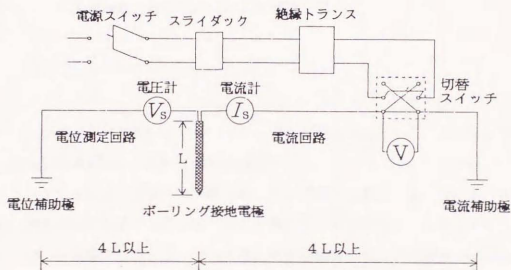 電源スイッチ
スライダック
絶縁トランス
電圧計
電流計
切替
スイッチ
VS
IS
電位測定回路
L
電流回路
V
電位補助極
ボーリング接地電極
電流補助極
4L以上
4L以上